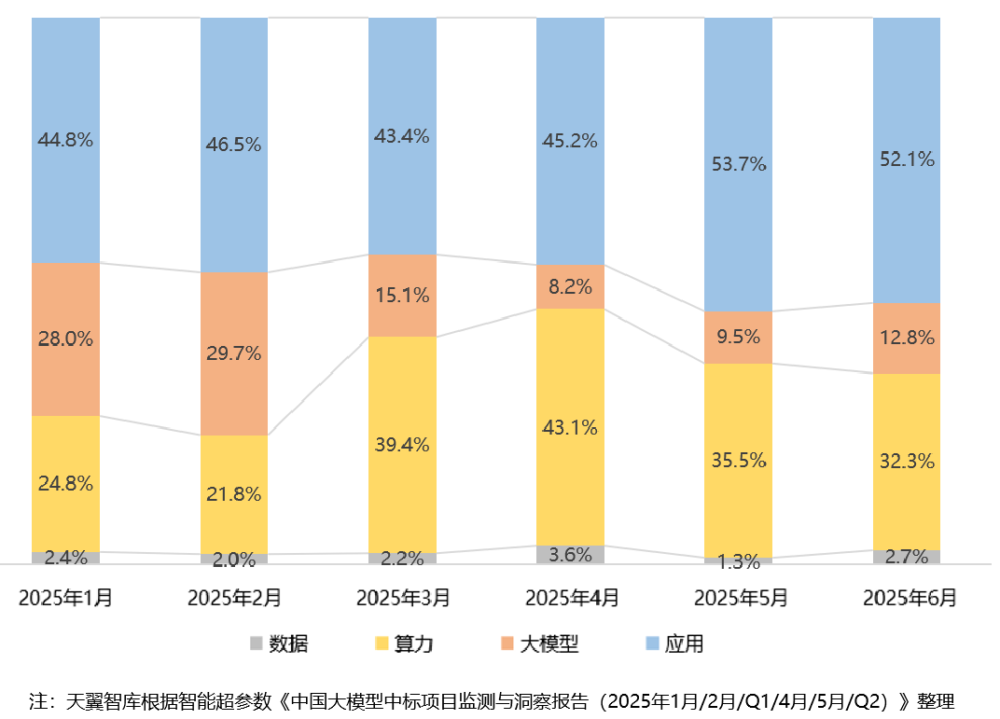 44.8% 46.5% 43.4% 45.2% 53.7% 52.1%
28.0% 29.7% 15.1% 8.2% 9.5% 12.8%
24.8% 21.8% 39.4% 43.1% 35.5% 32.3%
2.4% 2.0% 2.2% 3.6% 1.3% 2.7%
2025年1月 2025年2月 2025年3月 2025年4月 2025年5月 2025年6月
数据 算力 大模型 应用
注：天翼智库根据智能超参数《中国大模型中标项目监测与洞察报告（2025年1月/2月/Q1/4月/5月/Q2）》整理